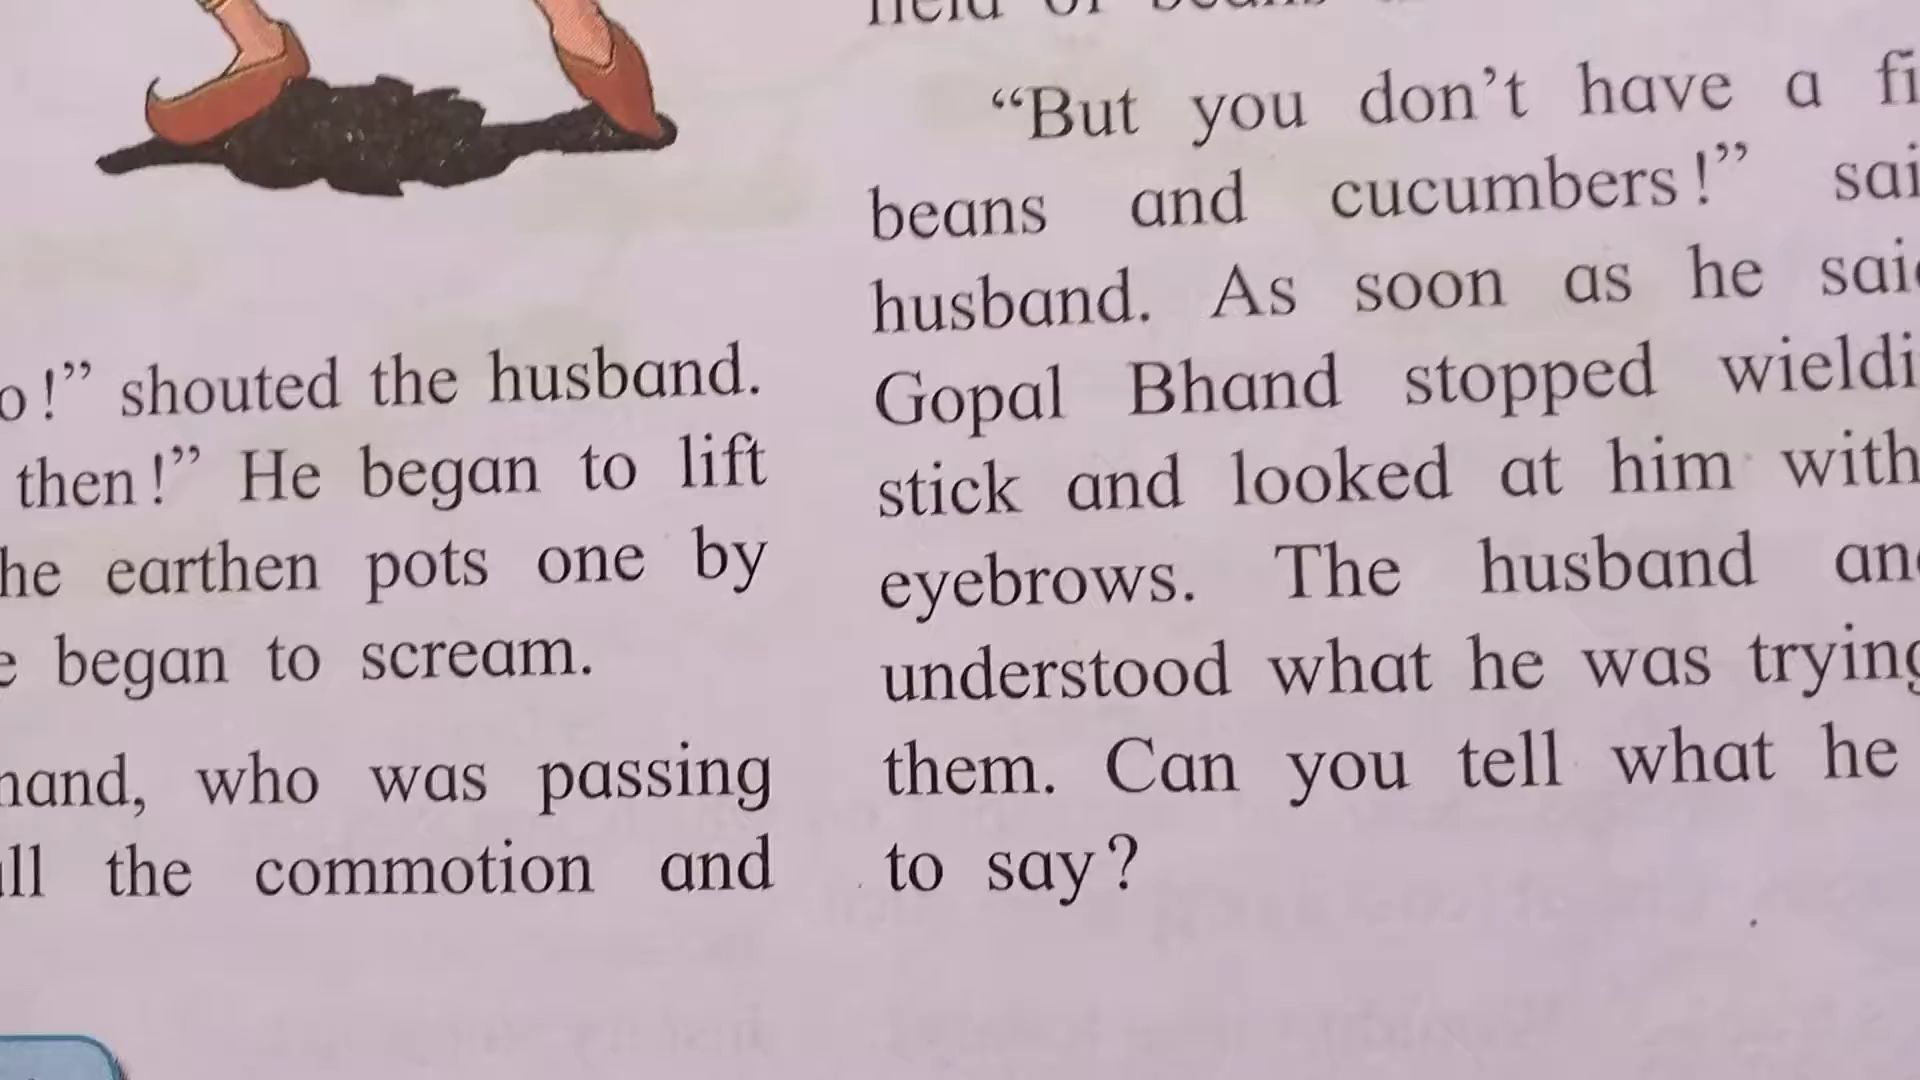 o!” shouted the husband.
then!” He began to lift
he earthen pots one by
began to scream.
who was passing
the commotion and
“But you don’t have a
beans and cucumbers!”
husband. As soon as he
Gopal Bhand stopped
stick and looked at him with
eyebrows. The husband
understood what he was trying
them. Can you tell what he
to say?